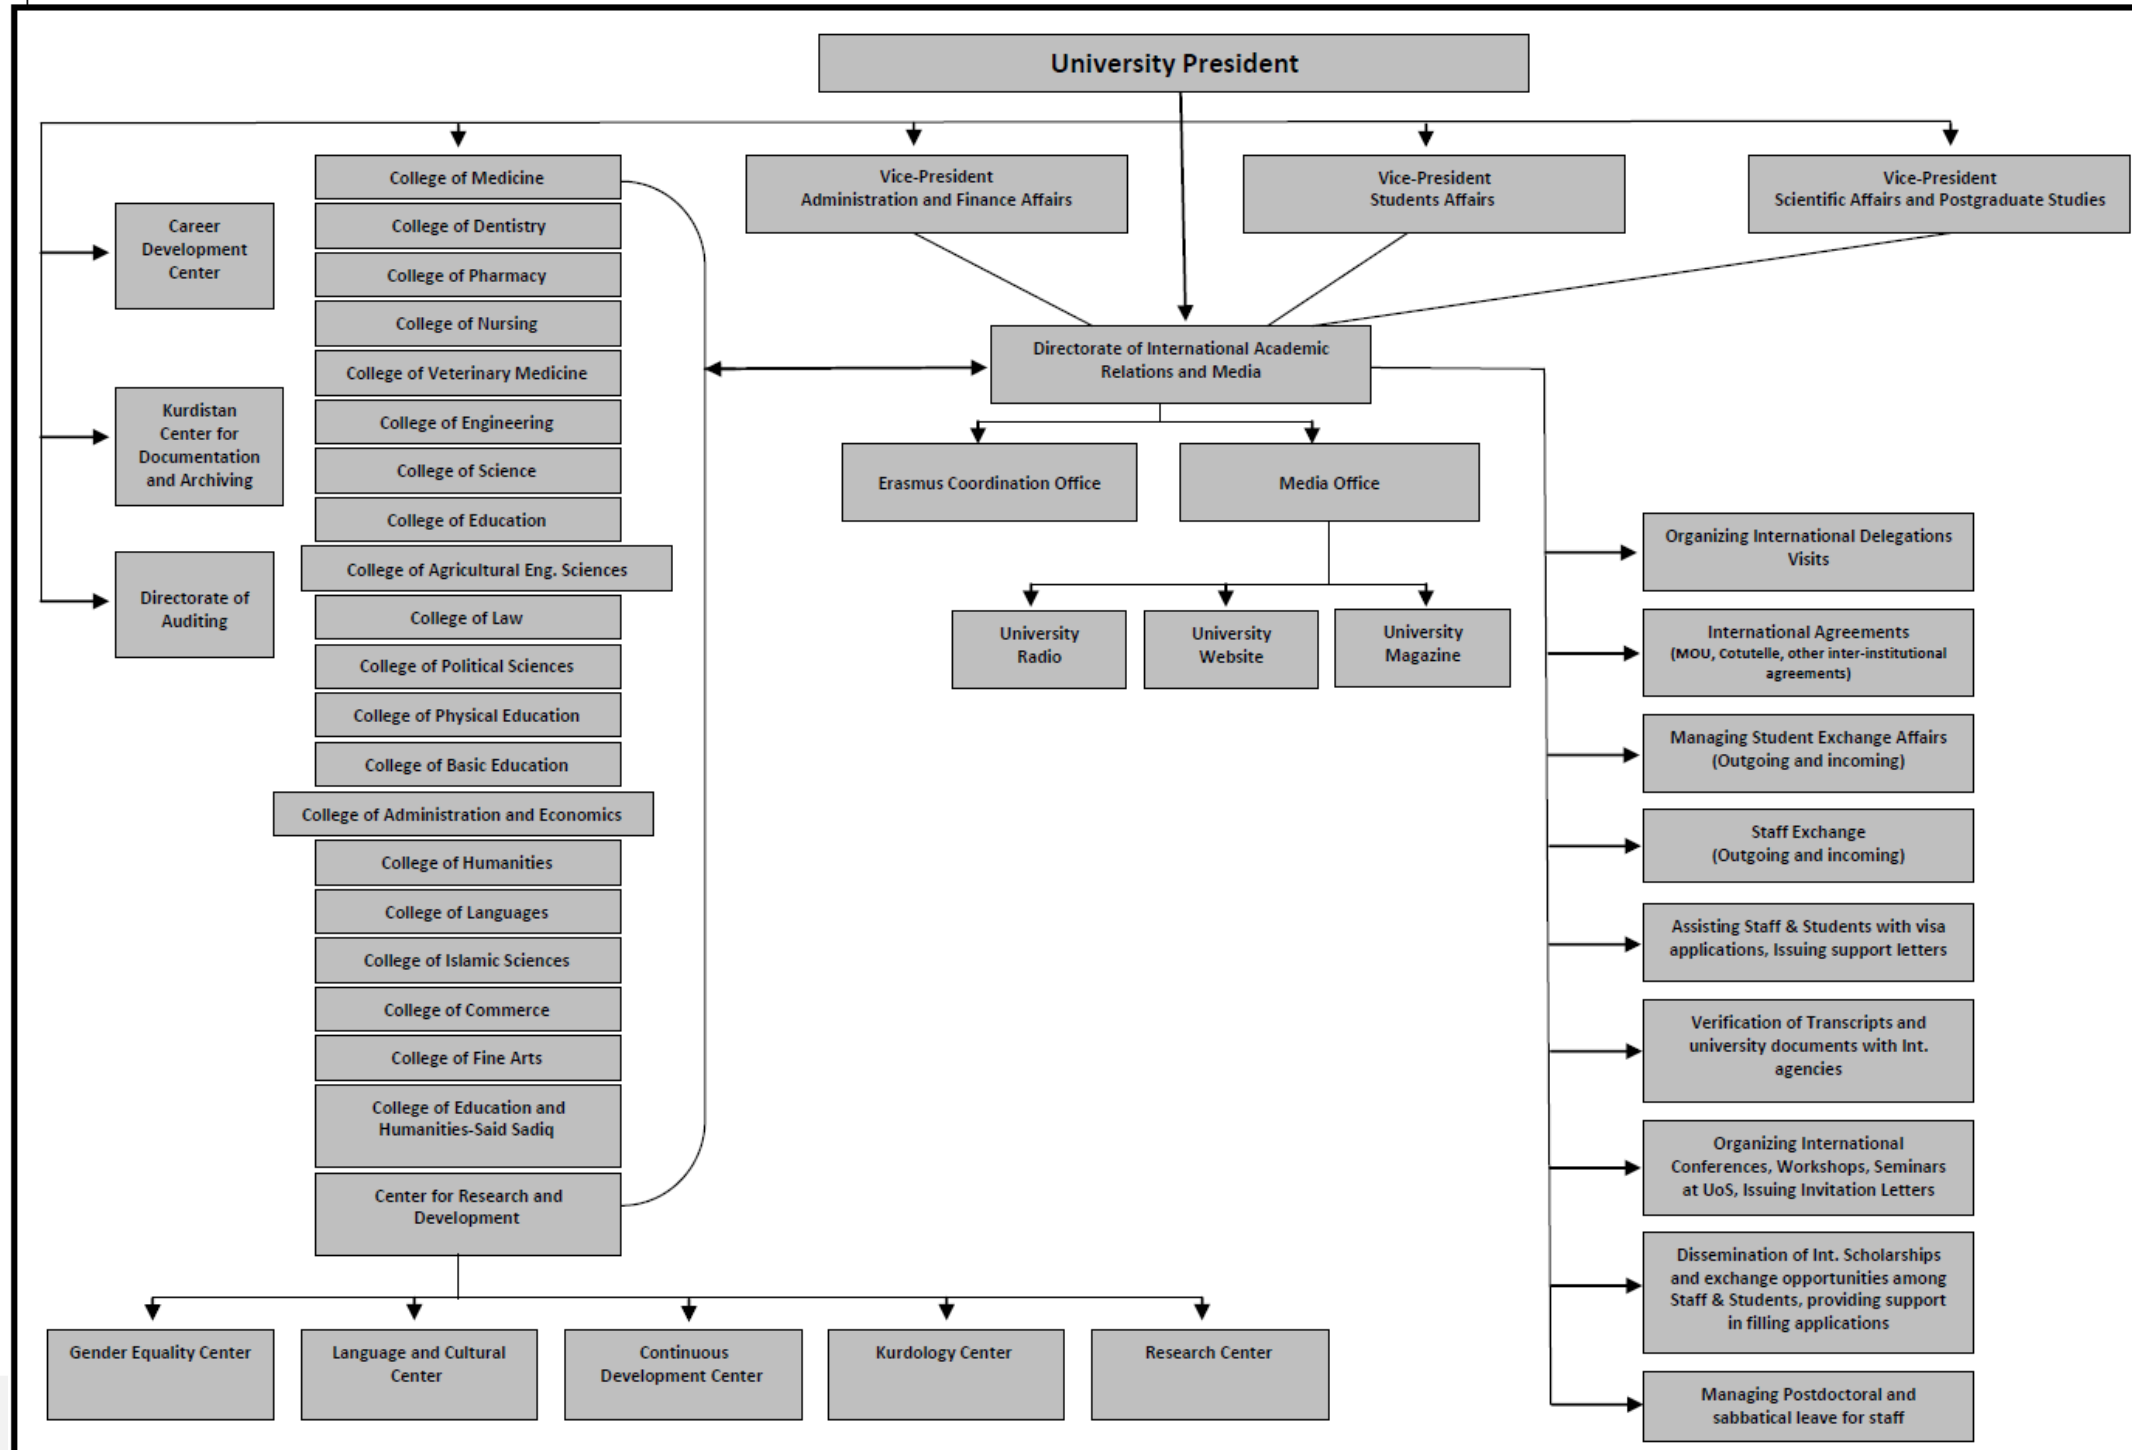 University President
College of Medicine
Vice-President
Administration and Finance Affairs
Vice-President
Students Affairs
Vice-President
Scientific Affairs and Postgraduate Studies
Career
Development
Center
Kurdistan
Center for
Documentation
and Archiving
Directorate of
Auditing
College of Dentistry
College of Pharmacy
College of Nursing
College of Veterinary Medicine
College of Engineering
College of Science
College of Education
College of Agricultural Eng. Sciences
College of Law
College of Political Sciences
College of Physical Education
College of Basic Education
College of Administration and Economics
College of Humanities
College of Languages
College of Islamic Sciences
College of Commerce
College of Fine Arts
College of Education and
Humanities-Said Sadiq
Center for Research and
Development
Gender Equality Center
Language and Cultural
Center
Continuous
Development Center
Kurdology Center
Research Center
Directorate of International Academic
Relations and Media
Erasmus Coordination Office
Media Office
University
Radio
University
Website
University
Magazine
Organizing International Delegations
Visits
International Agreements
(MOU, Cotutelle, other inter-institutional
agreements)
Managing Student Exchange Affairs
(Outgoing and incoming)
Staff Exchange
(Outgoing and incoming)
Assisting Staff & Students with visa
applications, Issuing support letters
Verification of Transcripts and
university documents with Int.
agencies
Organizing International
Conferences, Workshops, Seminars
at UoS, Issuing Invitation Letters
Dissemination of Int. Scholarships
and exchange opportunities among
Staff & Students, providing support
in filling applications
Managing Postdoctoral and
sabbatical leave for staff